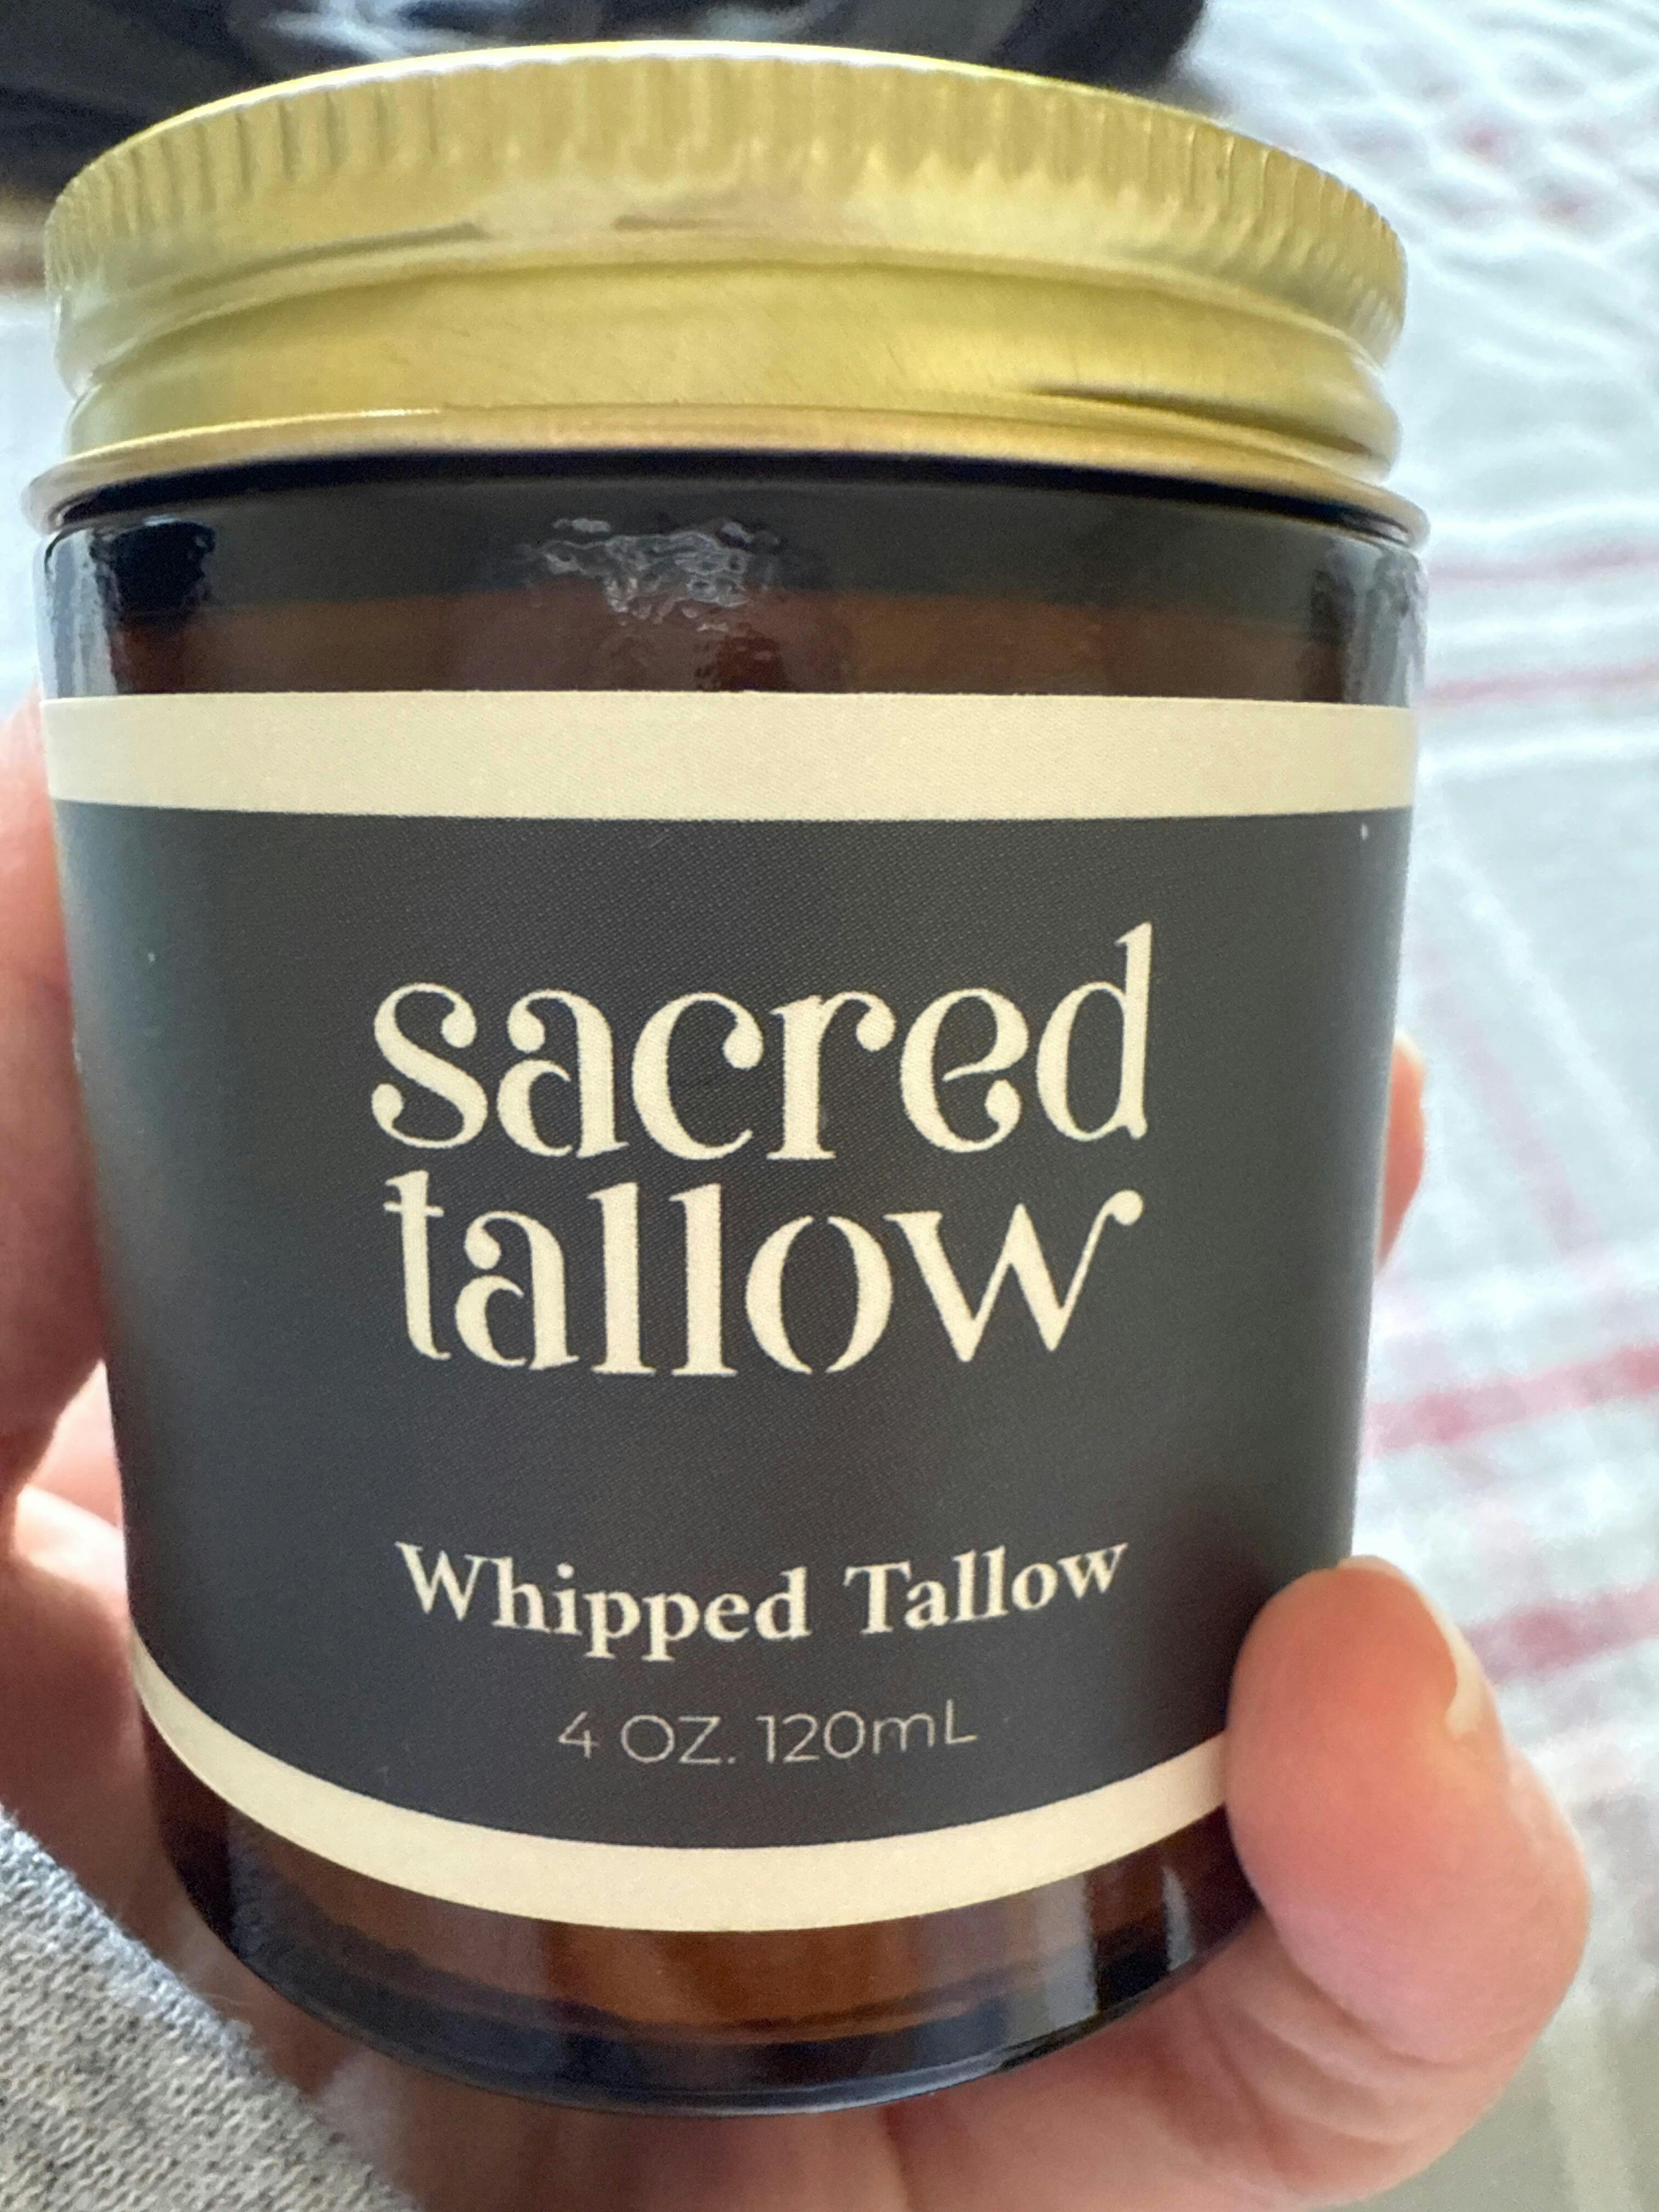 sacred
tallow
Whipped Tallow
4 OZ. 120mL